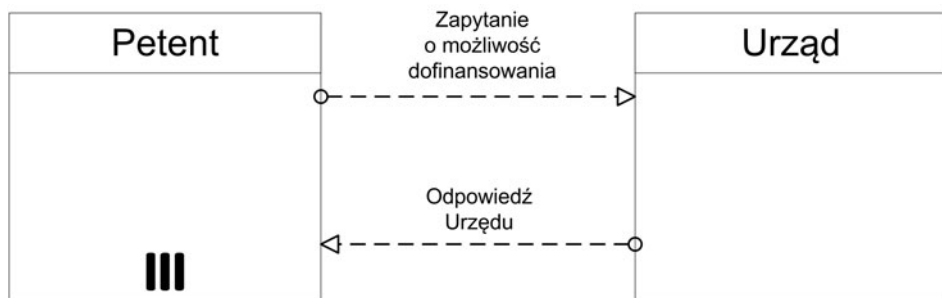 Petent
Zapytanie
o możliwość
dofinansowania
Urząd
Odpowiedź
Urzędu